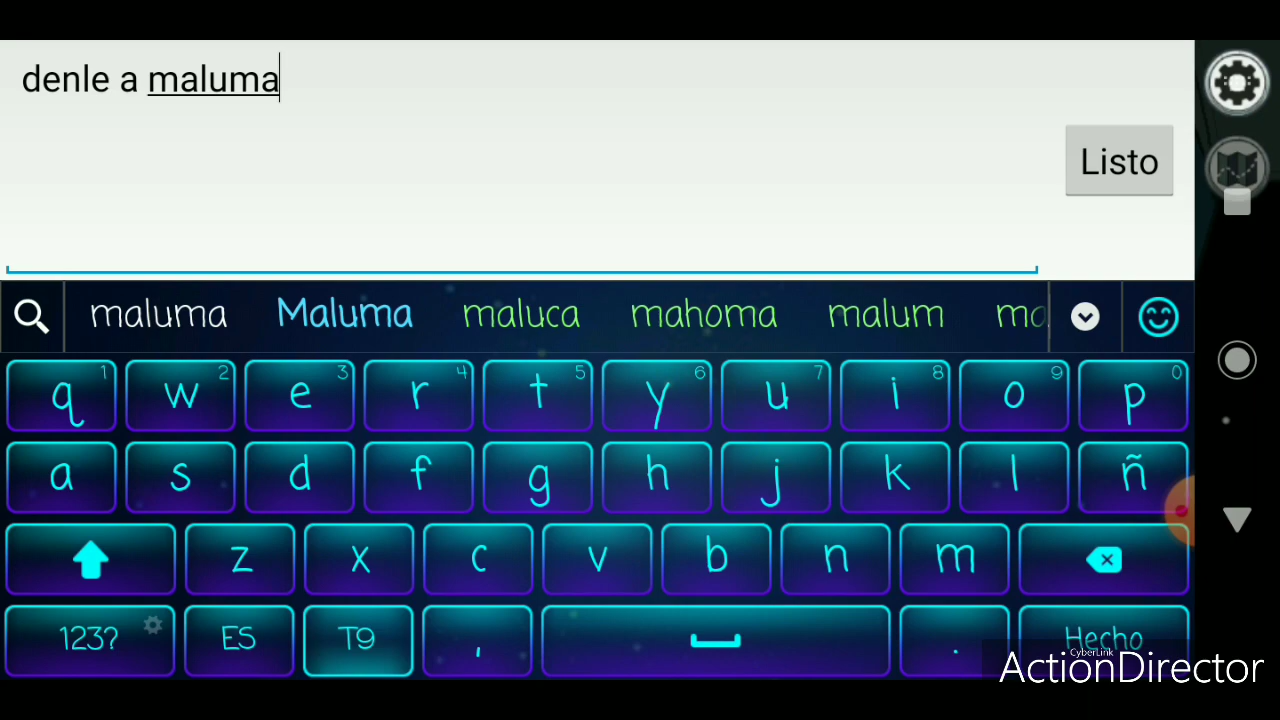 denle a maluma
Listo
maluma Maluma maluca mahoma malum ma
q 1 w 2 e 3 r 4 t 5 y 6 u 7 i 8 o 9 p 0
a s d f g h j k l ñ
z x c v b n m
123? ES T9 , . Hecho
CyberLink
ActionDirector